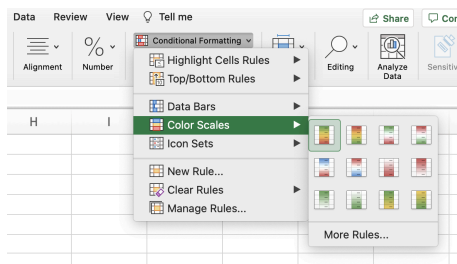 Data Review View Tell me Share Co
Conditional Formatting
Alignment Number Editing Analyze Data Sensitiv
Highlight Cells Rules
Top/Bottom Rules
Data Bars
Color Scales
Icon Sets
New Rule...
Clear Rules
Manage Rules...
H I
More Rules...